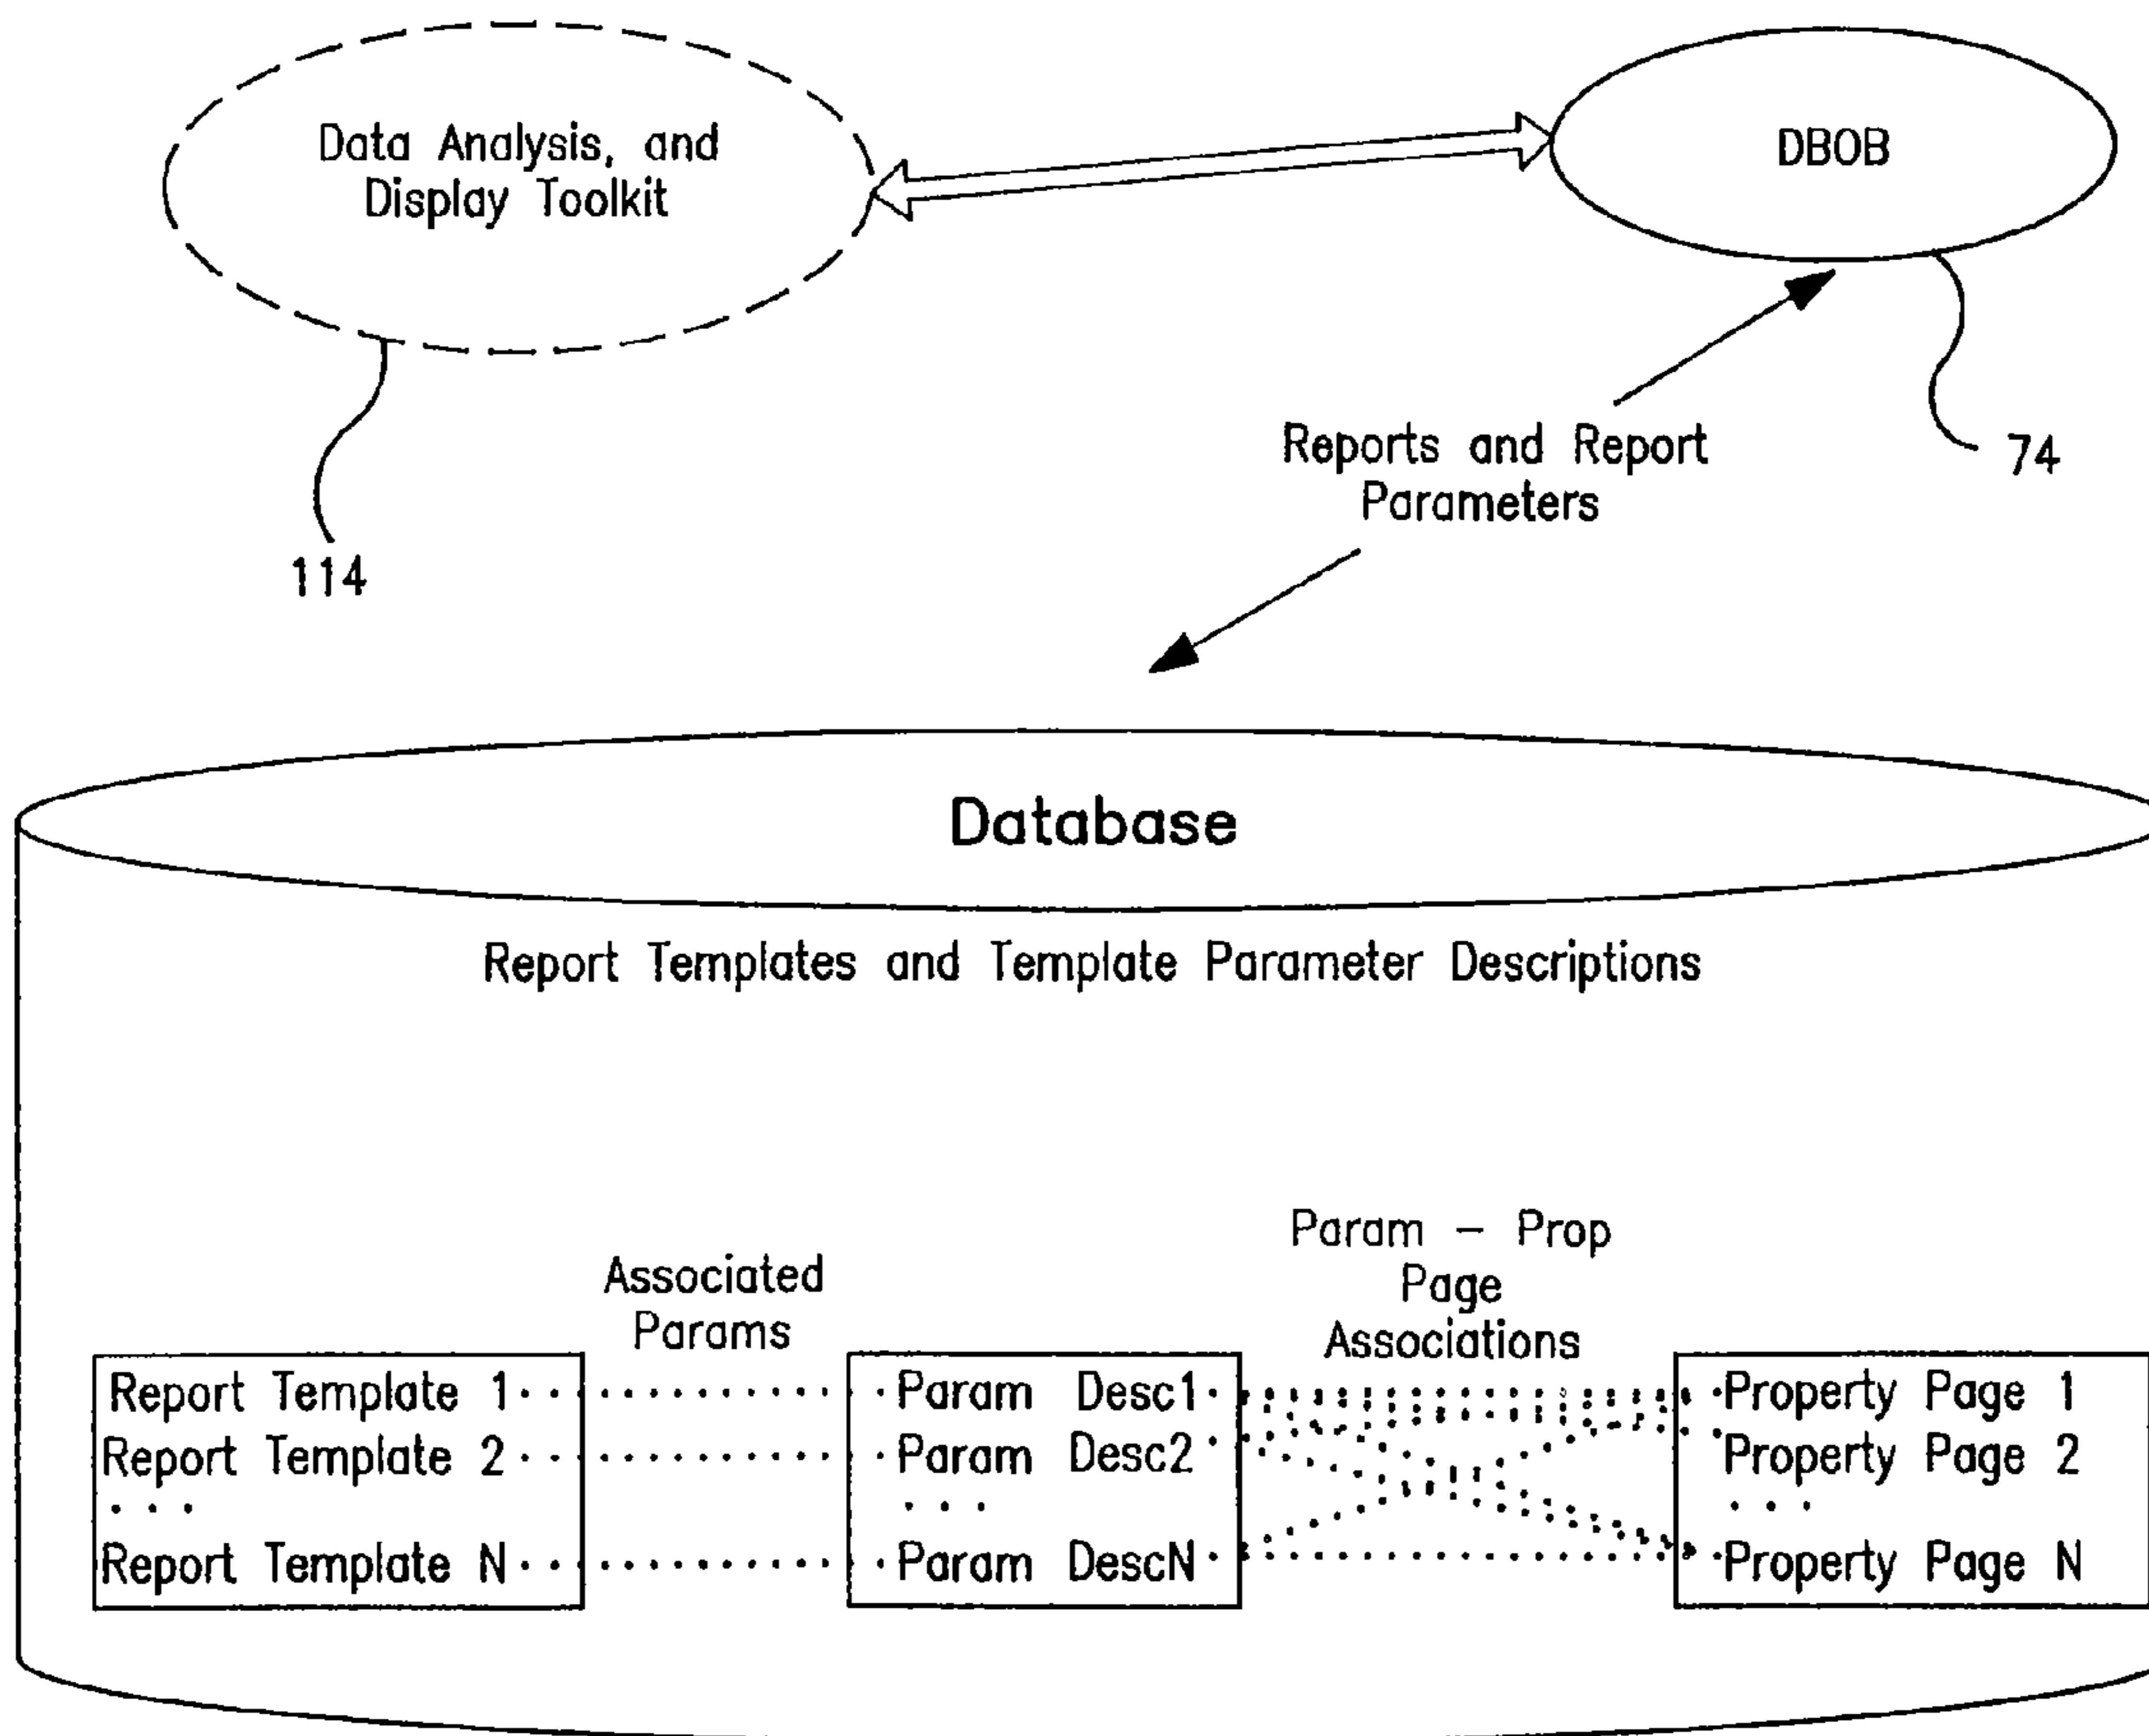 Data Analysis, and
Display Toolkit
DBOB
Reports and Report
Parameters
74
114
Database
Report Templates and Template Parameter Descriptions
Associated
Params
Param – Prop
Page
Associations
Report Template 1
Report Template 2
. . .
Report Template N
Param Desc1
Param Desc2
. . .
Param DescN
Property Page 1
Property Page 2
. . .
Property Page N